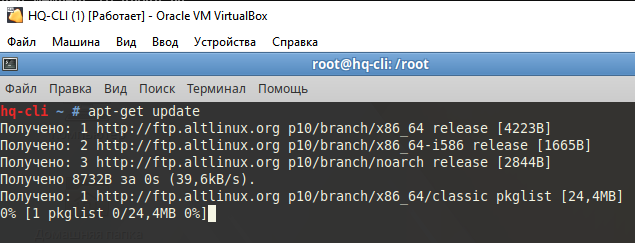 HQ-CLI (1) [Работает] - Oracle VM VirtualBox
Файл Машина Вид Ввод Устройства Справка
root@hq-cli: /root
Файл Правка Вид Поиск Терминал Помощь
hq-cli ~ # apt-get update
Получено: 1 http://ftp.altlinux.org p10/branch/x86_64 release [4223B]
Получено: 2 http://ftp.altlinux.org p10/branch/x86_64-i586 release [1665B]
Получено: 3 http://ftp.altlinux.org p10/branch/noarch release [2844B]
Получено 8732B за 0s (39,6kB/s).
Получено: 1 http://ftp.altlinux.org p10/branch/x86_64/classic pkglist [24,4MB]
0% [1 pkglist 0/24,4MB 0%]